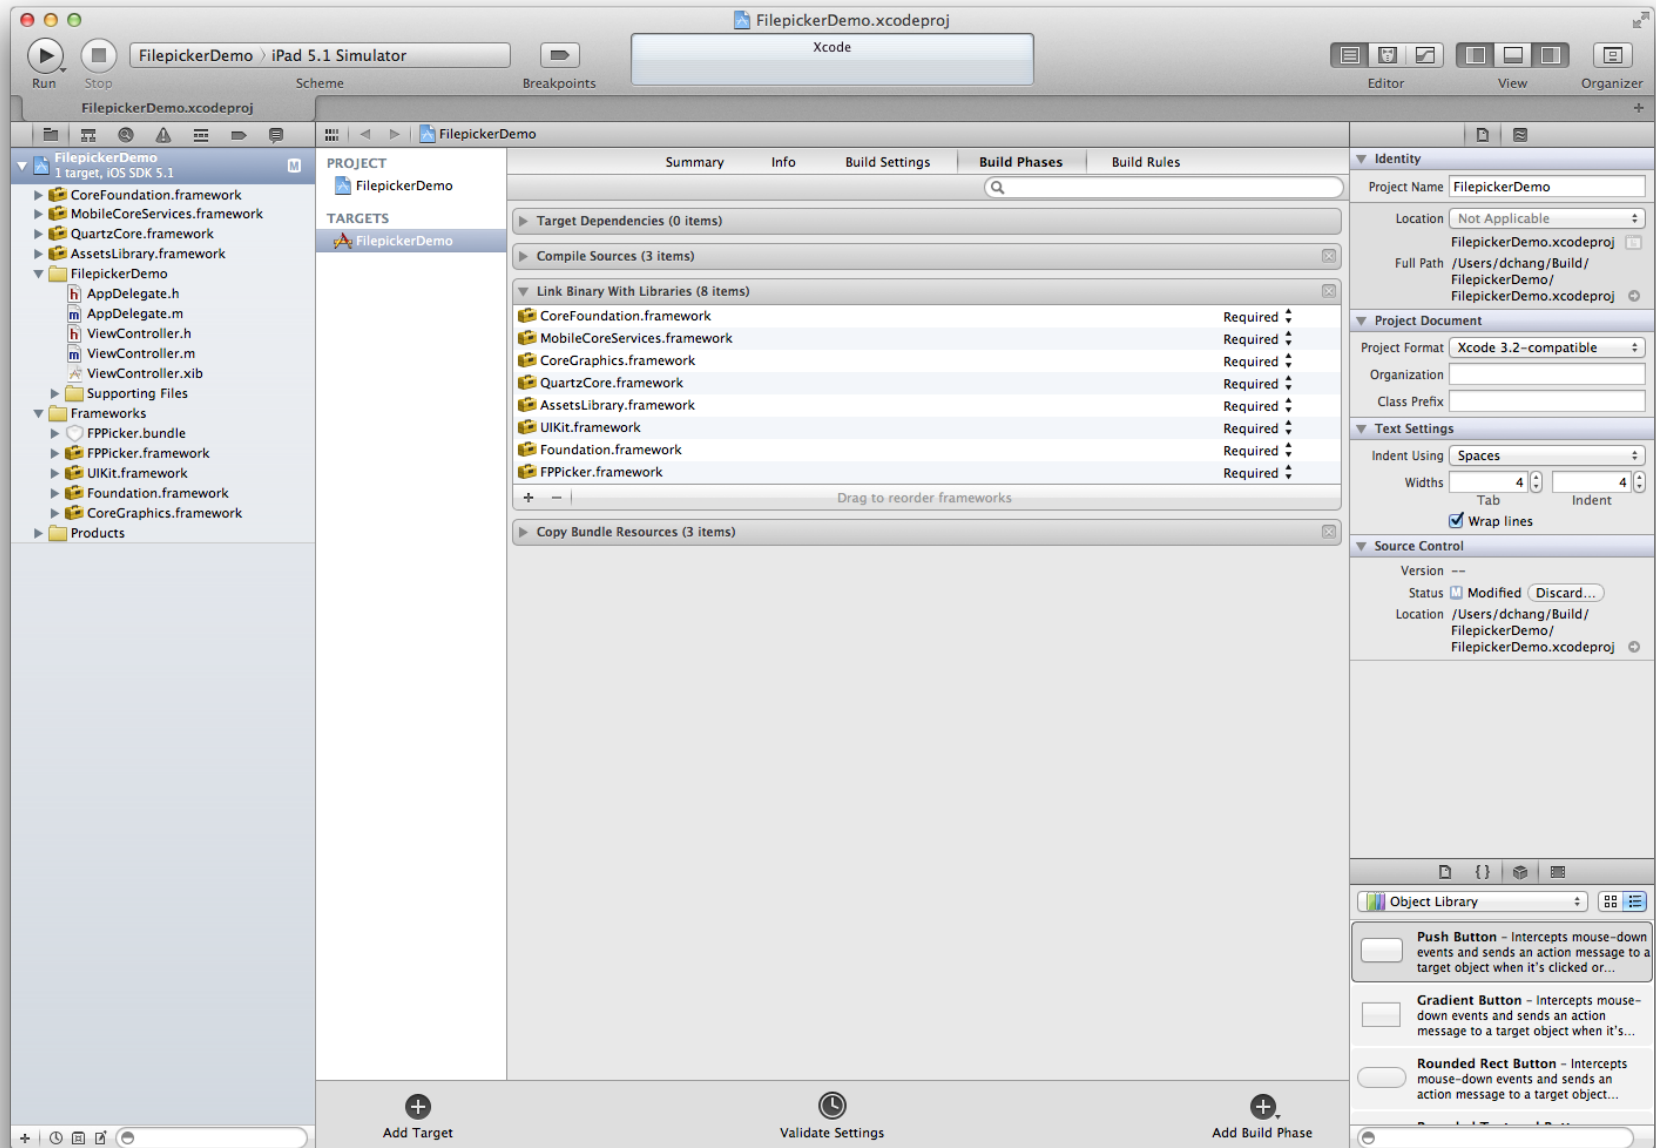 FilepickerDemo.xcodeproj
FilepickerDemo iPad 5.1 Simulator
Xcode
Run Stop Scheme Breakpoints Editor View Organizer
FilepickerDemo.xcodeproj
FilepickerDemo
FilepickerDemo
1 target, iOS SDK 5.1
M
CoreFoundation.framework
MobileCoreServices.framework
QuartzCore.framework
AssetsLibrary.framework
FilepickerDemo
h AppDelegate.h
m AppDelegate.m
h ViewController.h
m ViewController.m
ViewController.xib
Supporting Files
Frameworks
FPPicker.bundle
FPPicker.framework
UIKit.framework
Foundation.framework
CoreGraphics.framework
Products
PROJECT
FilepickerDemo
TARGETS
FilepickerDemo
Summary Info Build Settings Build Phases Build Rules
Target Dependencies (0 items)
Compile Sources (3 items)
Link Binary With Libraries (8 items)
CoreFoundation.framework Required
MobileCoreServices.framework Required
CoreGraphics.framework Required
QuartzCore.framework Required
AssetsLibrary.framework Required
UIKit.framework Required
Foundation.framework Required
FPPicker.framework Required
+ − Drag to reorder frameworks
Copy Bundle Resources (3 items)
Add Target Validate Settings Add Build Phase
Identity
Project Name FilepickerDemo
Location Not Applicable
FilepickerDemo.xcodeproj
Full Path /Users/dchang/Build/
FilepickerDemo/
FilepickerDemo.xcodeproj
Project Document
Project Format Xcode 3.2-compatible
Organization
Class Prefix
Text Settings
Indent Using Spaces
Widths 4 4
Tab Indent
Wrap lines
Source Control
Version --
Status M Modified Discard...
Location /Users/dchang/Build/
FilepickerDemo/
FilepickerDemo.xcodeproj
{}
Object Library
Push Button – Intercepts mouse-down
events and sends an action message to a
target object when it's clicked or...
Gradient Button – Intercepts mouse-
down events and sends an action
message to a target object when it's...
Rounded Rect Button – Intercepts
mouse-down events and sends an
action message to a target object...